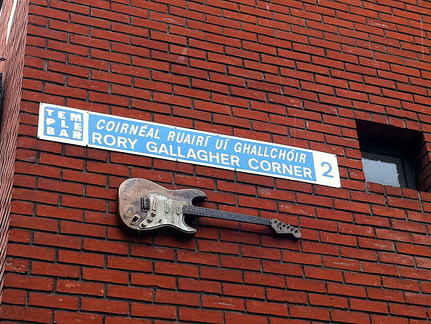 TEM
PLE
BAR
COIRNÉAL RUAIRÍ UÍ GHALLCHÓIR
RORY GALLAGHER CORNER
2